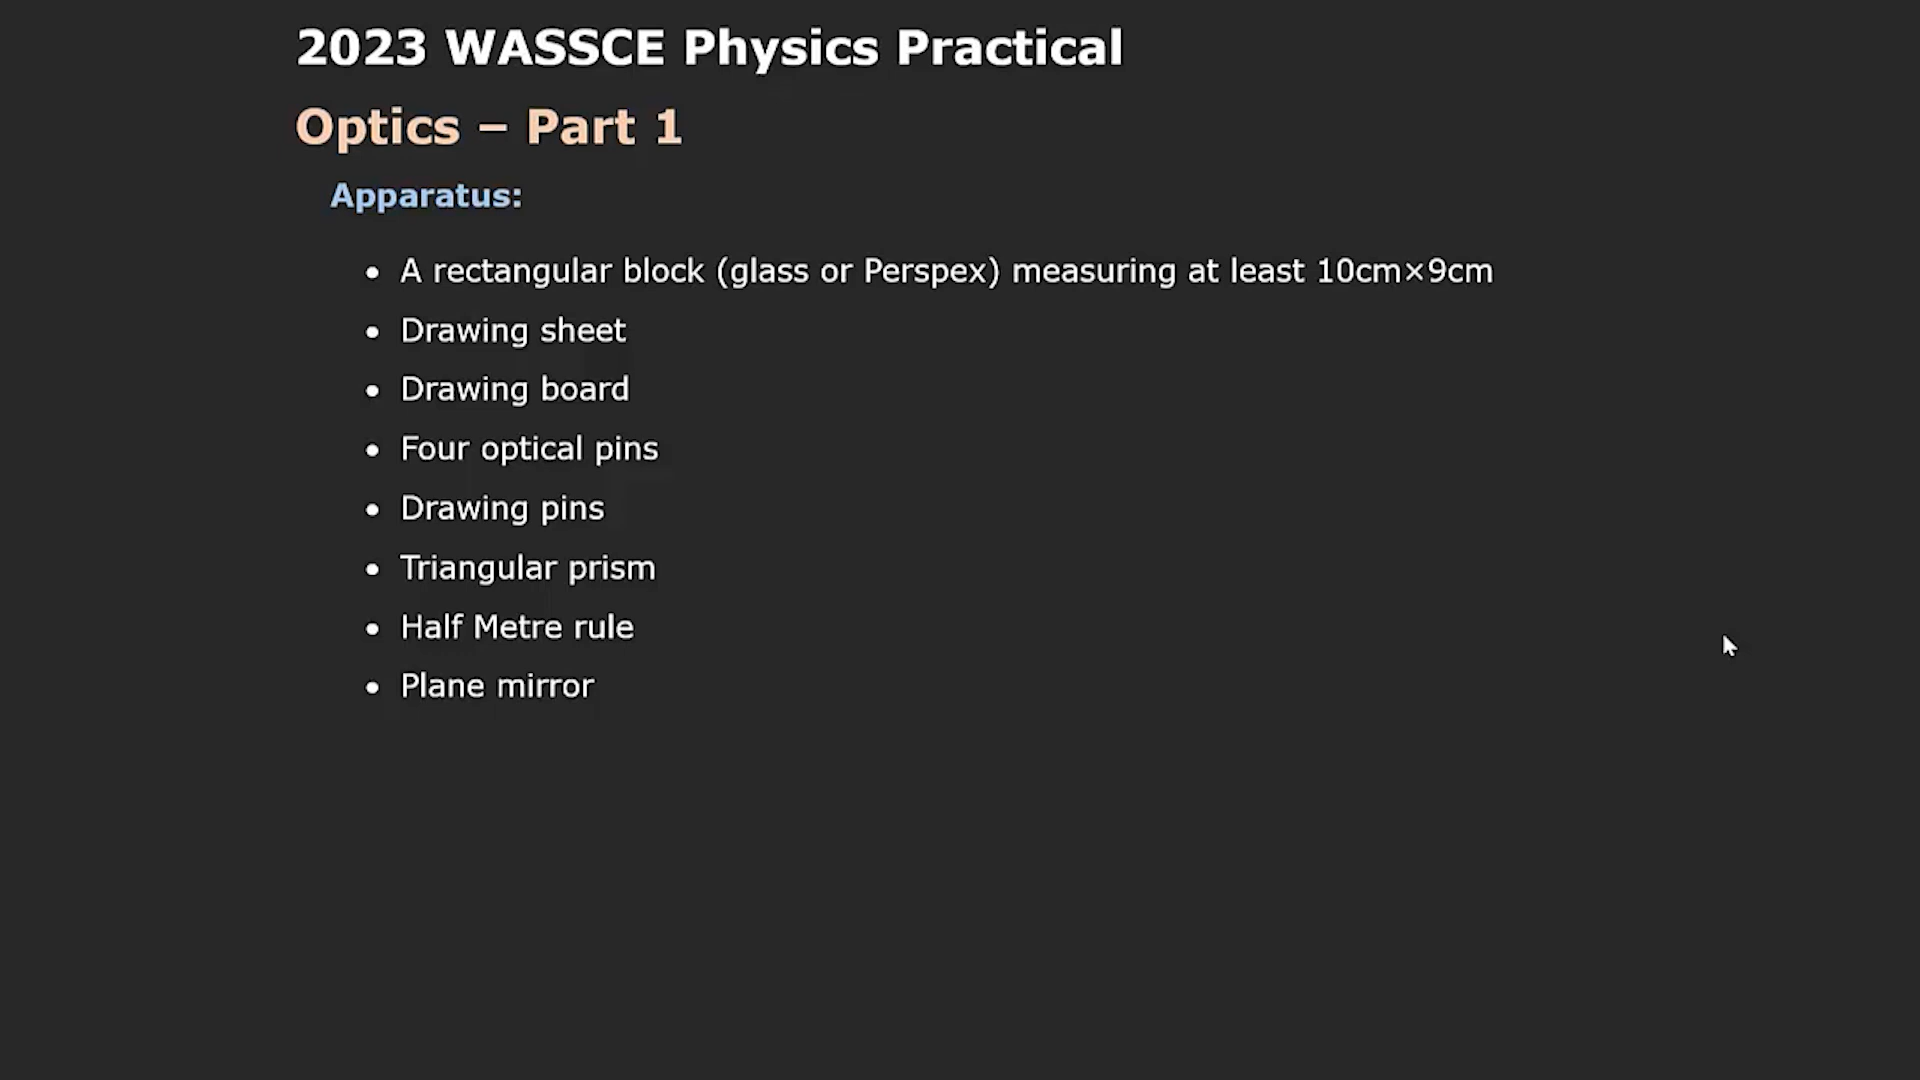 2023 WASSCE Physics Practical
Optics – Part 1
Apparatus:
• A rectangular block (glass or Perspex) measuring at least 10cm×9cm
• Drawing sheet
• Drawing board
• Four optical pins
• Drawing pins
• Triangular prism
• Half Metre rule
• Plane mirror